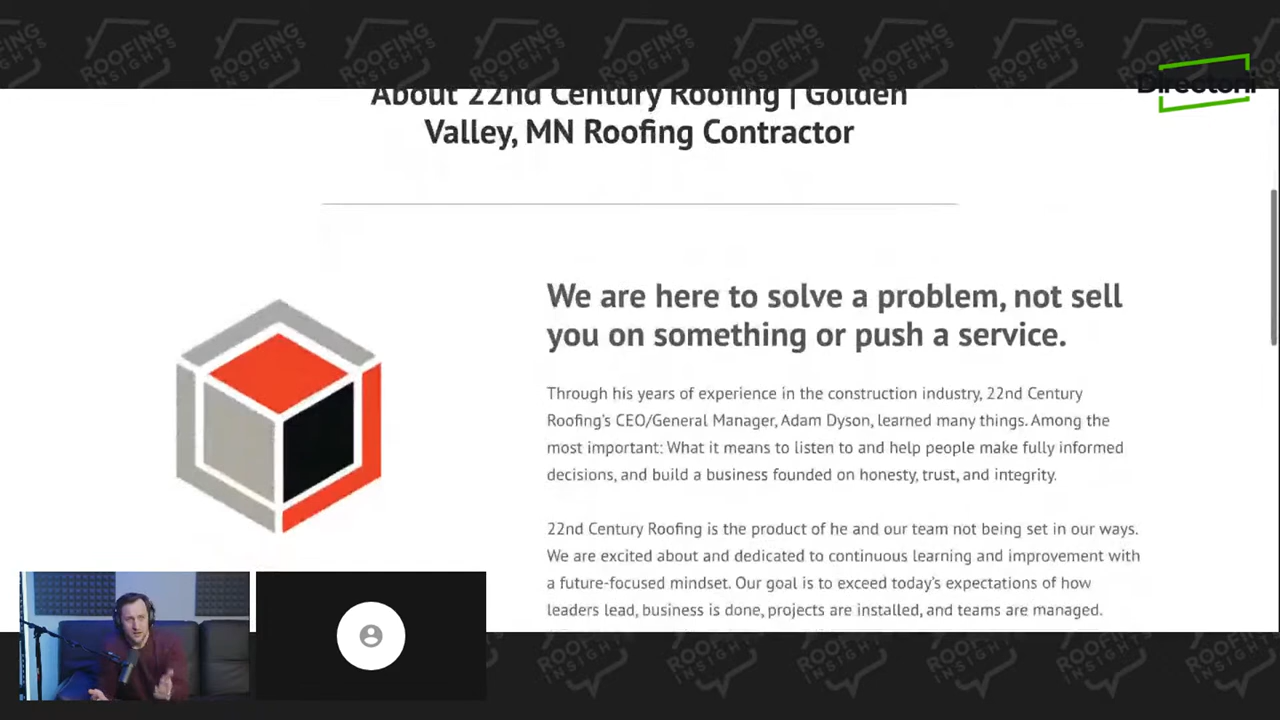 ROOFING INSIGHTS
Directorii
About 22nd Century Roofing | Golden
Valley, MN Roofing Contractor
We are here to solve a problem, not sell
you on something or push a service.
Through his years of experience in the construction industry, 22nd Century
Roofing's CEO/General Manager, Adam Dyson, learned many things. Among the
most important: What it means to listen to and help people make fully informed
decisions, and build a business founded on honesty, trust, and integrity.
22nd Century Roofing is the product of he and our team not being set in our ways.
We are excited about and dedicated to continuous learning and improvement with
a future-focused mindset. Our goal is to exceed today's expectations of how
leaders lead, business is done, projects are installed, and teams are managed.